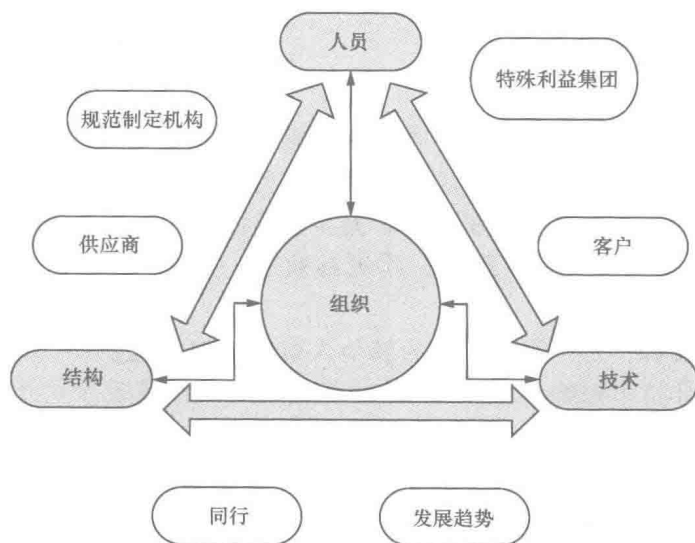 人员
特殊利益集团
规范制定机构
供应商
客户
组织
结构
技术
同行
发展趋势